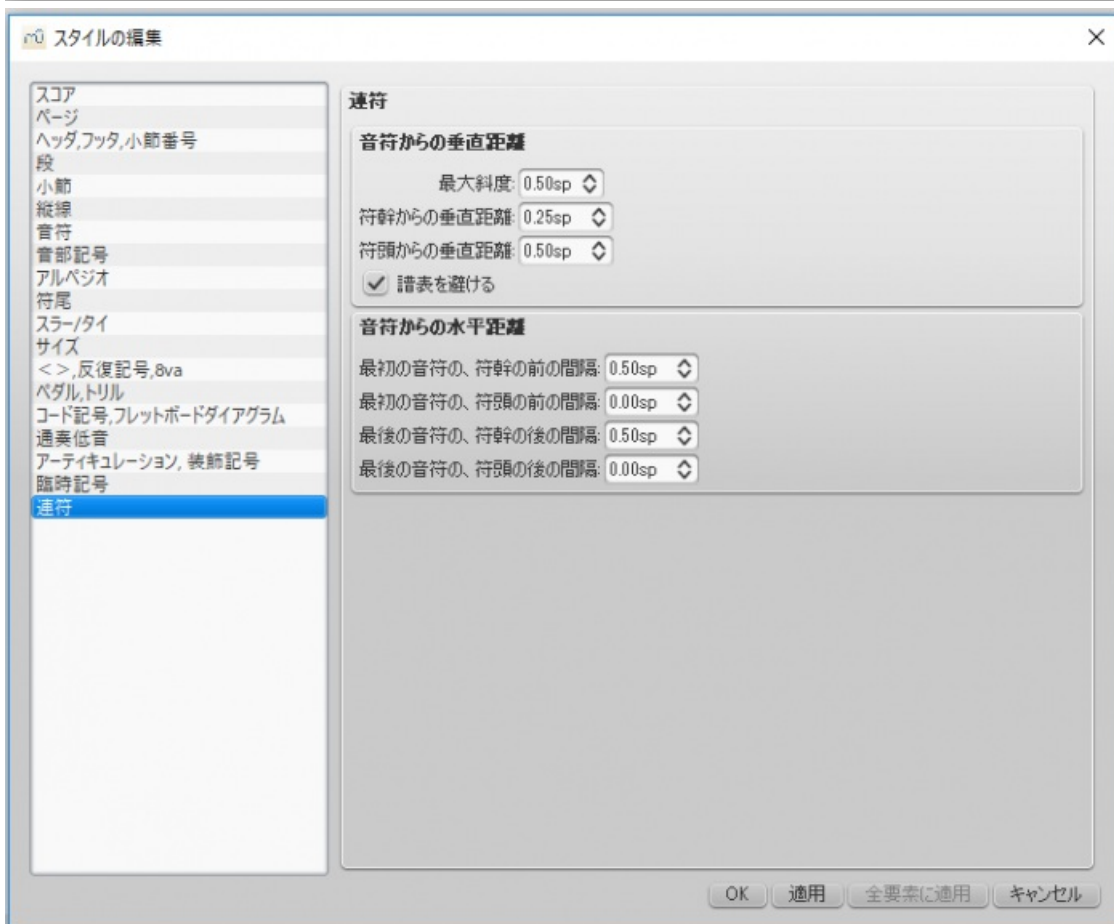 スタイルの編集
スコア
ページ
ヘッダ,フッタ,小節番号
段
小節
縦線
音符
音部記号
アルペジオ
符尾
スラー/タイ
サイズ
<>,反復記号,8va
ペダル,トリル
コード記号,フレットボードダイアグラム
通奏低音
アーティキュレーション, 装飾記号
臨時記号
連符
連符
音符からの垂直距離
最大斜度: 0.50sp
符幹からの垂直距離: 0.25sp
符頭からの垂直距離: 0.50sp
譜表を避ける
音符からの水平距離
最初の音符の、符幹の前の間隔: 0.50sp
最初の音符の、符頭の前の間隔: 0.00sp
最後の音符の、符幹の後の間隔: 0.50sp
最後の音符の、符頭の後の間隔: 0.00sp
OK 適用 全要素に適用 キャンセル